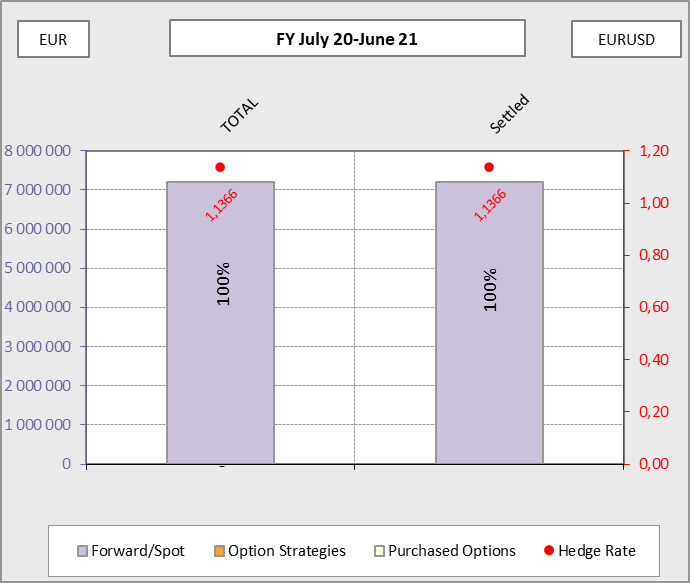 EUR
FY July 20-June 21
EURUSD
TOTAL
Settled
8 000 000
7 000 000
6 000 000
5 000 000
4 000 000
3 000 000
2 000 000
1 000 000
0
1,1366
100%
-
1,1366
100%
1,20
1,00
0,80
0,60
0,40
0,20
0,00
Forward/Spot
Option Strategies
Purchased Options
Hedge Rate